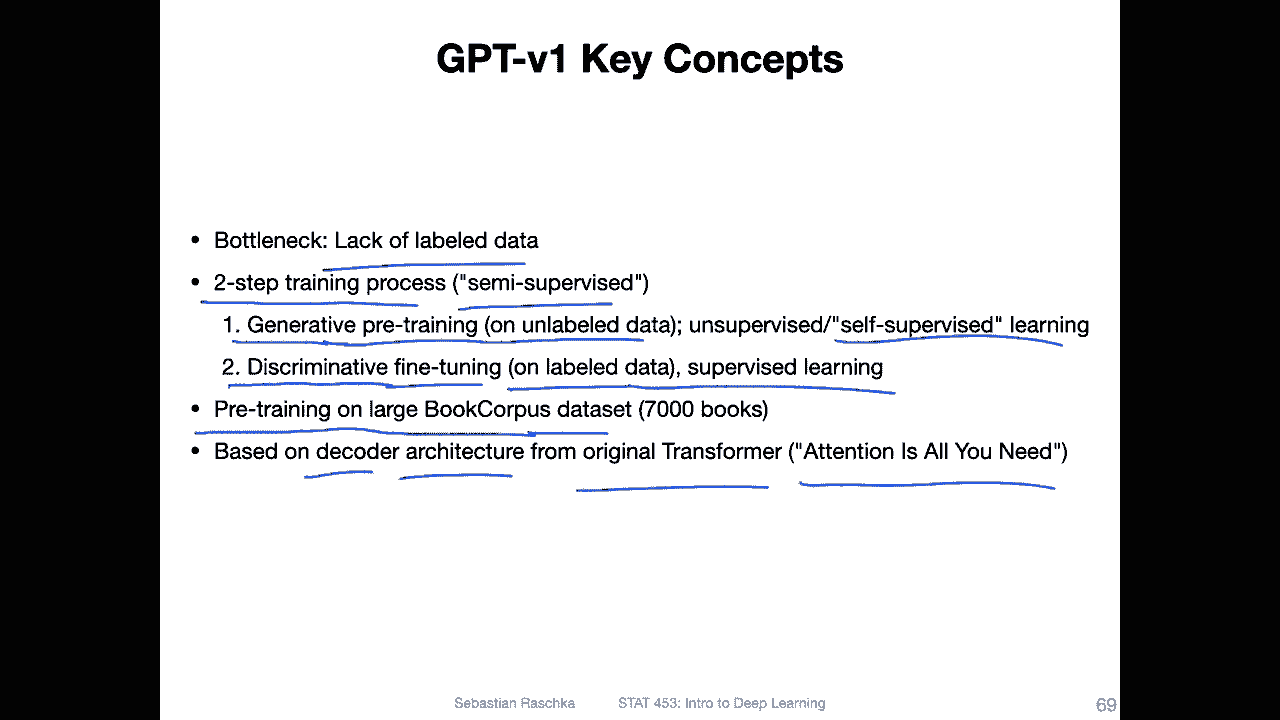 GPT-v1 Key Concepts
• Bottleneck: Lack of labeled data
• 2-step training process ("semi-supervised")
1. Generative pre-training (on unlabeled data); unsupervised/"self-supervised" learning
2. Discriminative fine-tuning (on labeled data), supervised learning
• Pre-training on large BookCorpus dataset (7000 books)
• Based on decoder architecture from original Transformer ("Attention Is All You Need")
Sebastian Raschka STAT 453: Intro to Deep Learning 69